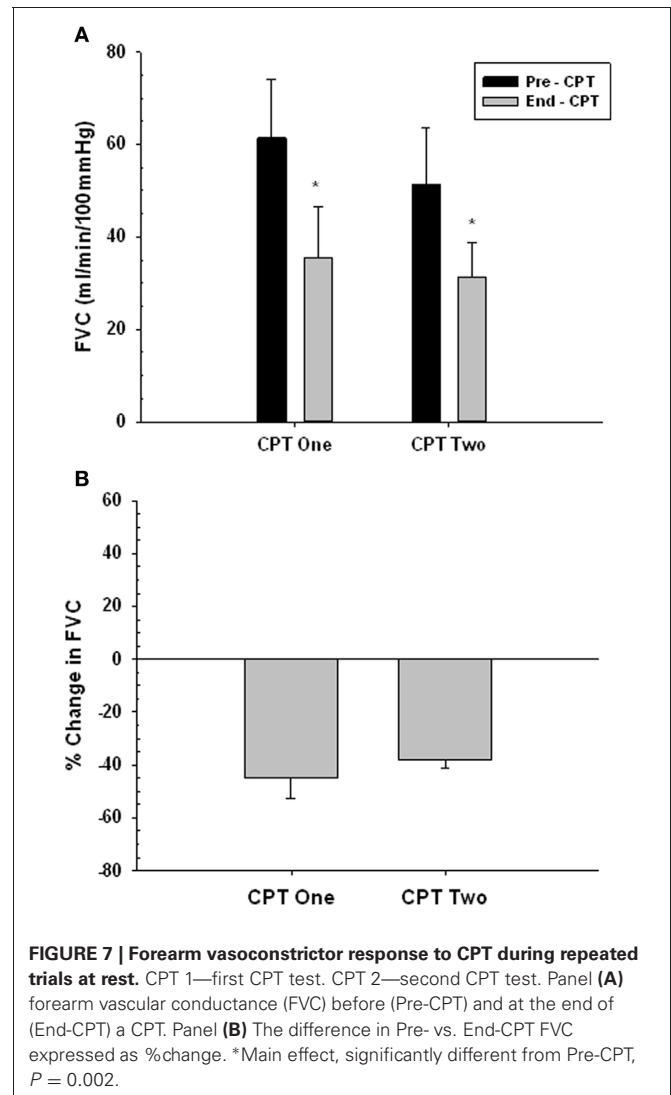 A
80
60
40
20
0
FVC (ml/min/100mmHg)
Pre - CPT
End - CPT
*
*
CPT One
CPT Two
B
60
40
20
0
-20
-40
-60
-80
% Change in FVC
CPT One
CPT Two
FIGURE 7 | Forearm vasoconstrictor response to CPT during repeated
trials at rest. CPT 1—first CPT test. CPT 2—second CPT test. Panel (A)
forearm vascular conductance (FVC) before (Pre-CPT) and at the end of
(End-CPT) a CPT. Panel (B) The difference in Pre- vs. End-CPT FVC
expressed as %change. *Main effect, significantly different from Pre-CPT,
P = 0.002.